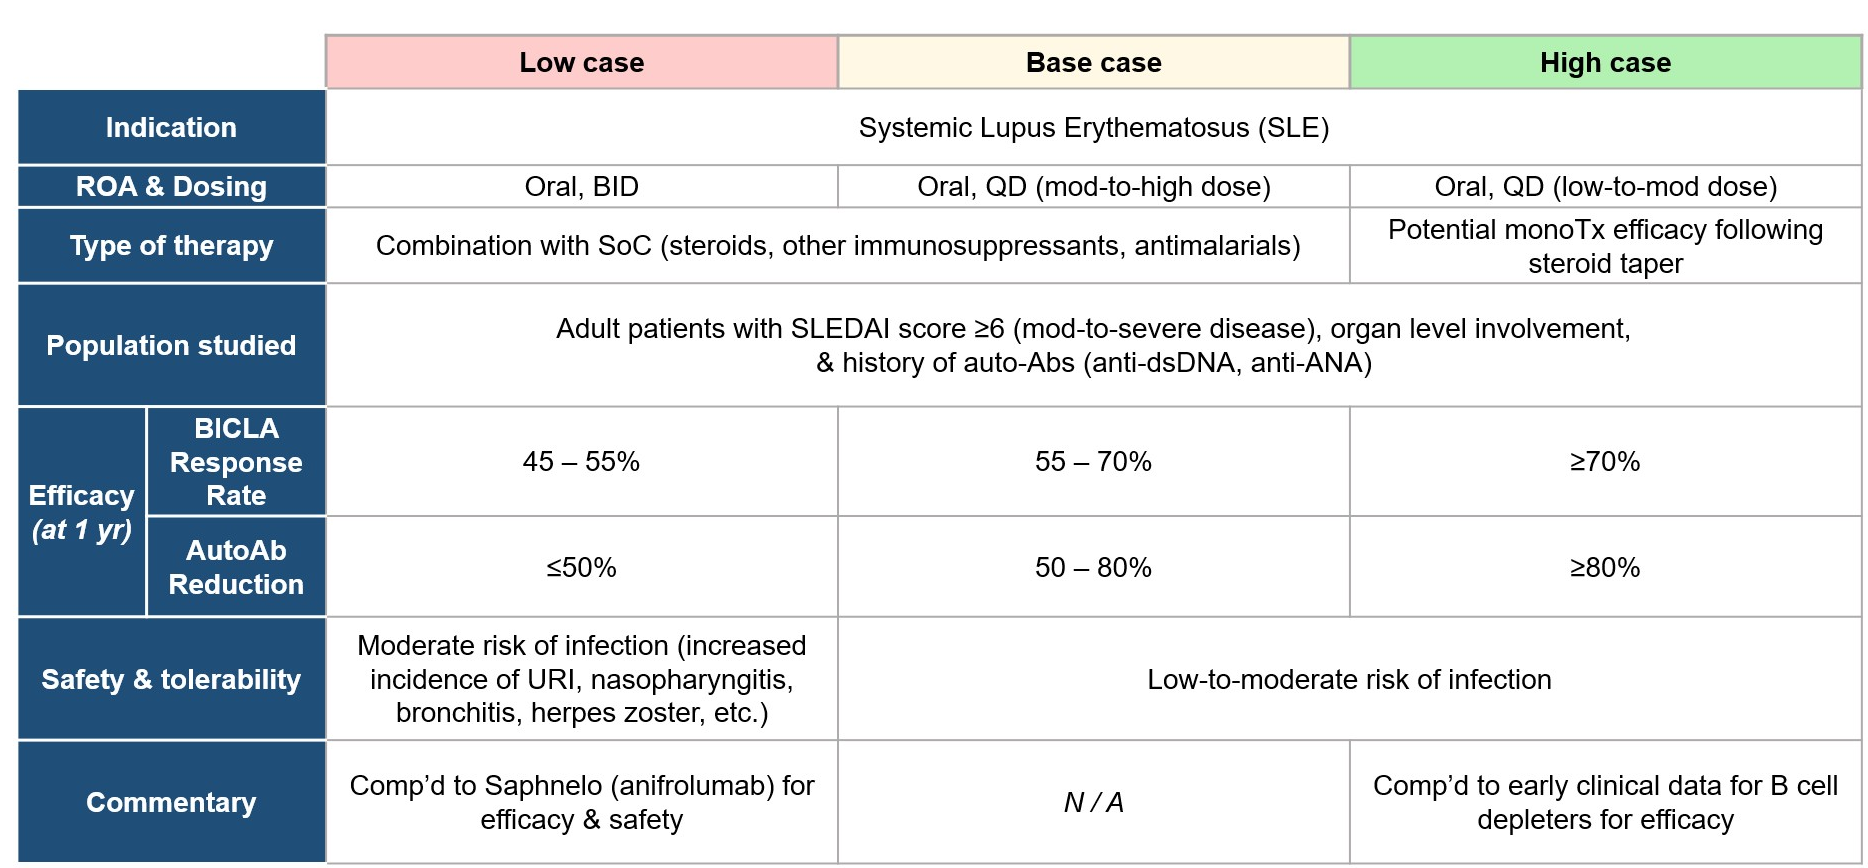 Low case
Base case
High case
Indication
Systemic Lupus Erythematosus (SLE)
ROA & Dosing
Oral, BID
Oral, QD (mod-to-high dose)
Oral, QD (low-to-mod dose)
Type of therapy
Combination with SoC (steroids, other immunosuppressants, antimalarials)
Potential monoTx efficacy following
steroid taper
Population studied
Adult patients with SLEDAI score ≥6 (mod-to-severe disease), organ level involvement,
& history of auto-Abs (anti-dsDNA, anti-ANA)
Efficacy
(at 1 yr)
BICLA
Response
Rate
45 – 55%
55 – 70%
≥70%
AutoAb
Reduction
≤50%
50 – 80%
≥80%
Safety & tolerability
Moderate risk of infection (increased
incidence of URI, nasopharyngitis,
bronchitis, herpes zoster, etc.)
Low-to-moderate risk of infection
Commentary
Comp’d to Saphnelo (anifrolumab) for
efficacy & safety
N / A
Comp’d to early clinical data for B cell
depleters for efficacy